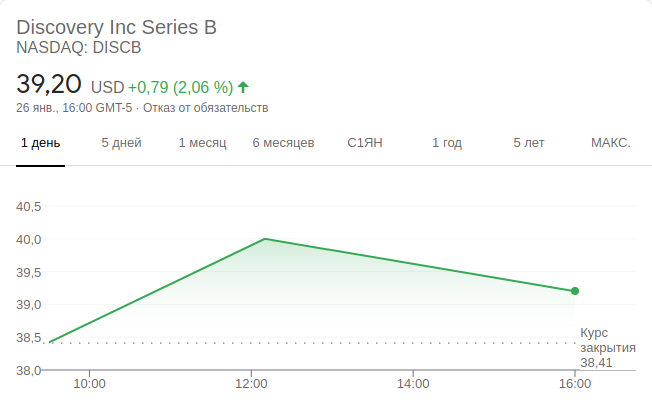 Discovery Inc Series B
NASDAQ: DISCB
39,20 USD +0,79 (2,06 %)
26 янв., 16:00 GMT-5 · Отказ от обязательств
1 день 5 дней 1 месяц 6 месяцев С1ЯН 1 год 5 лет МАКС.
40,5
40,0
39,5
39,0
38,5
38,0
Курс
закрытия
38,41
10:00 12:00 14:00 16:00